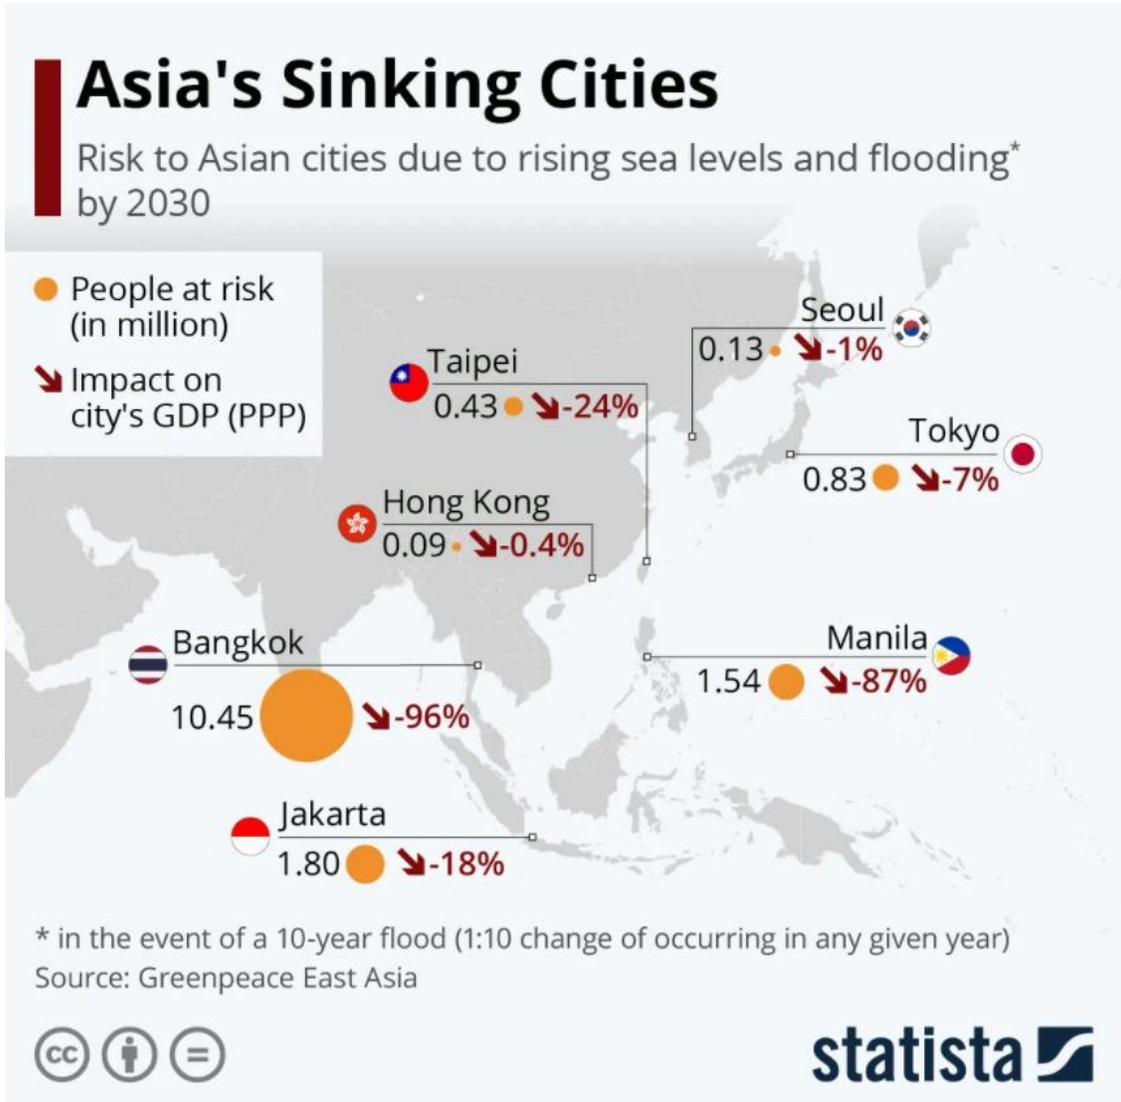 Asia's Sinking Cities
Risk to Asian cities due to rising sea levels and flooding*
by 2030
People at risk
(in million)
Impact on
city's GDP (PPP)
Seoul
0.13 -1%
Taipei
0.43 -24%
Tokyo
0.83 -7%
Hong Kong
0.09 -0.4%
Bangkok
10.45 -96%
Manila
1.54 -87%
Jakarta
1.80 -18%
* in the event of a 10-year flood (1:10 change of occurring in any given year)
Source: Greenpeace East Asia
cc
statista